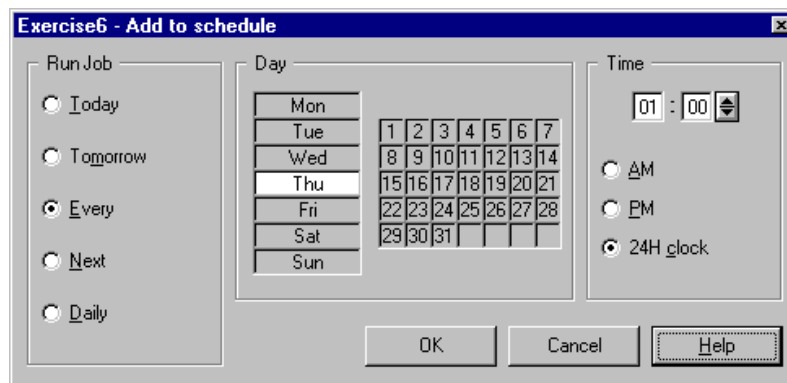 Exercise6 - Add to schedule
Run Job
Today
Tomorrow
Every
Next
Daily
Day
Mon
Tue
Wed
Thu
Fri
Sat
Sun
1 2 3 4 5 6 7
8 9 10 11 12 13 14
15 16 17 18 19 20 21
22 23 24 25 26 27 28
29 30 31
Time
01 : 00
AM
PM
24H clock
OK Cancel Help